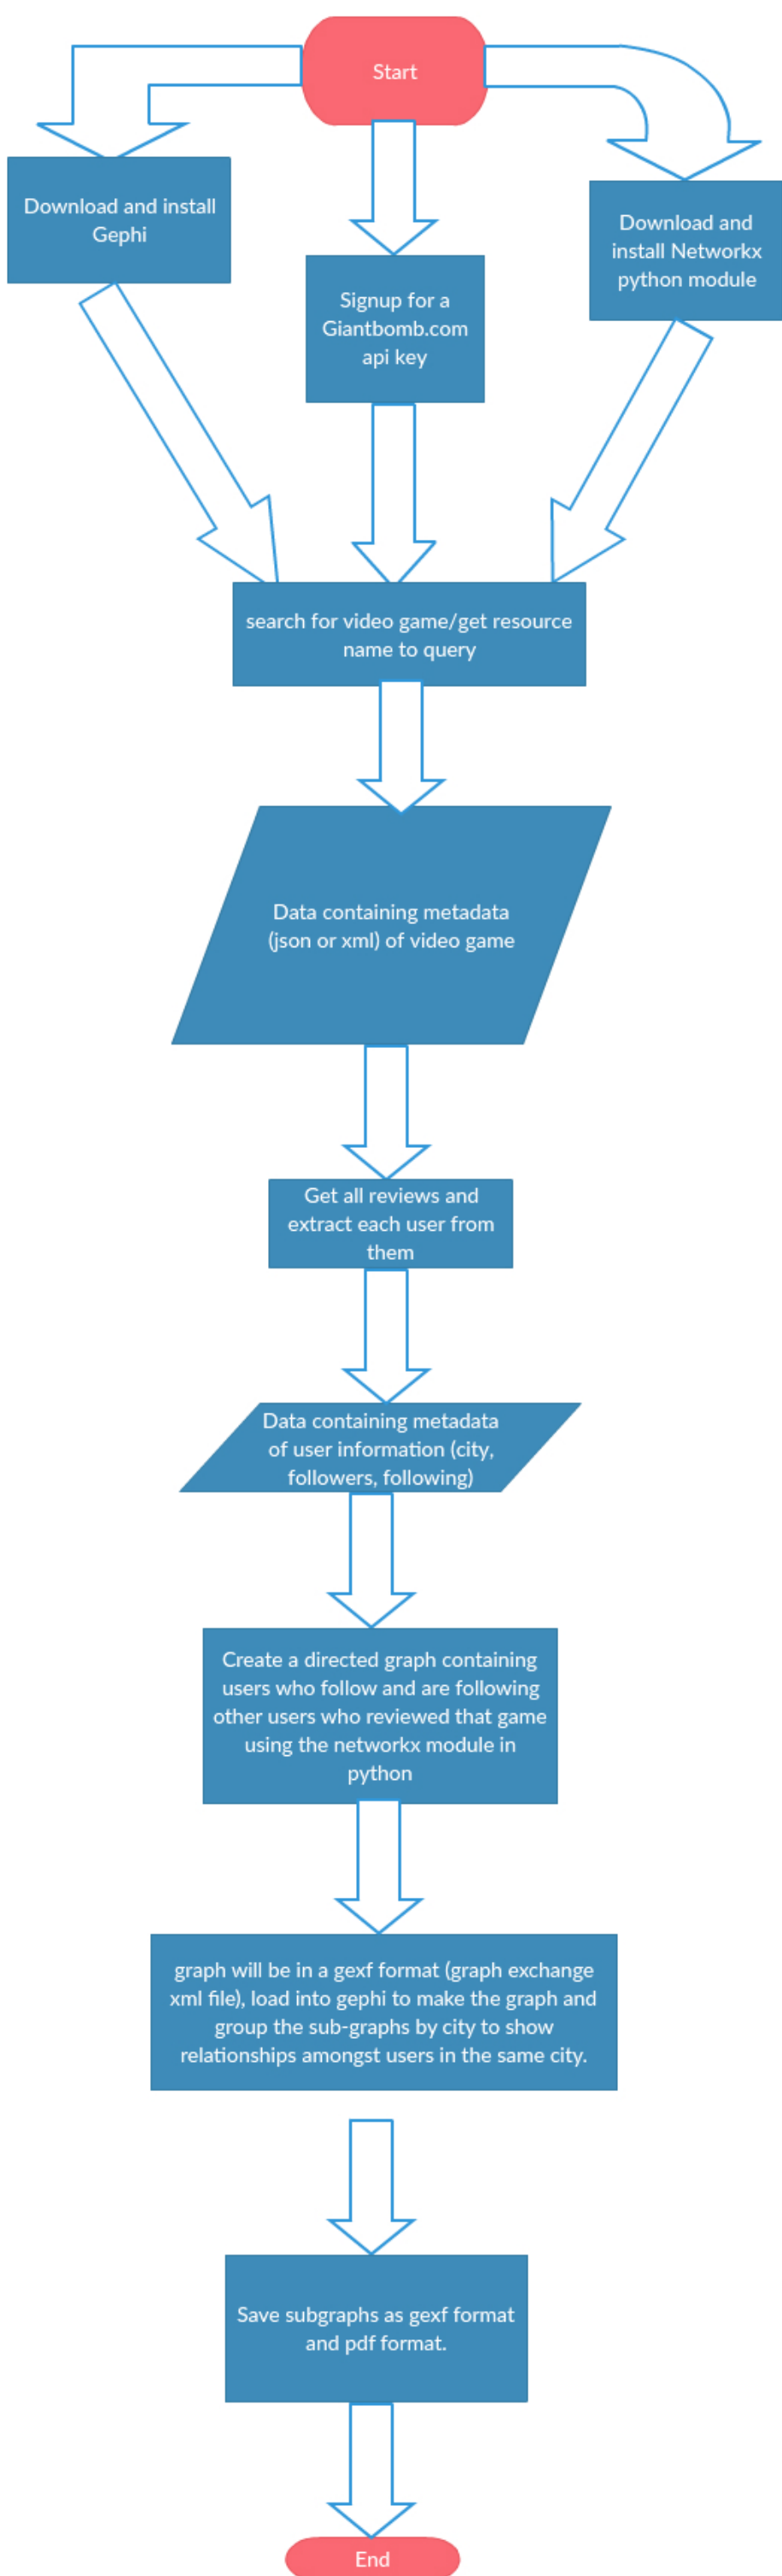 Start
Download and install
Gephi
Signup for a
Giantbomb.com
api key
Download and
install Networkx
python module
search for video game/get resource
name to query
Data containing metadata
(json or xml) of video game
Get all reviews and
extract each user from
them
Data containing metadata
of user information (city,
followers, following)
Create a directed graph containing
users who follow and are following
other users who reviewed that game
using the networkx module in
python
graph will be in a gexf format (graph exchange
xml file), load into gephi to make the graph and
group the sub-graphs by city to show
relationships amongst users in the same city.
Save subgraphs as gexf format
and pdf format.
End